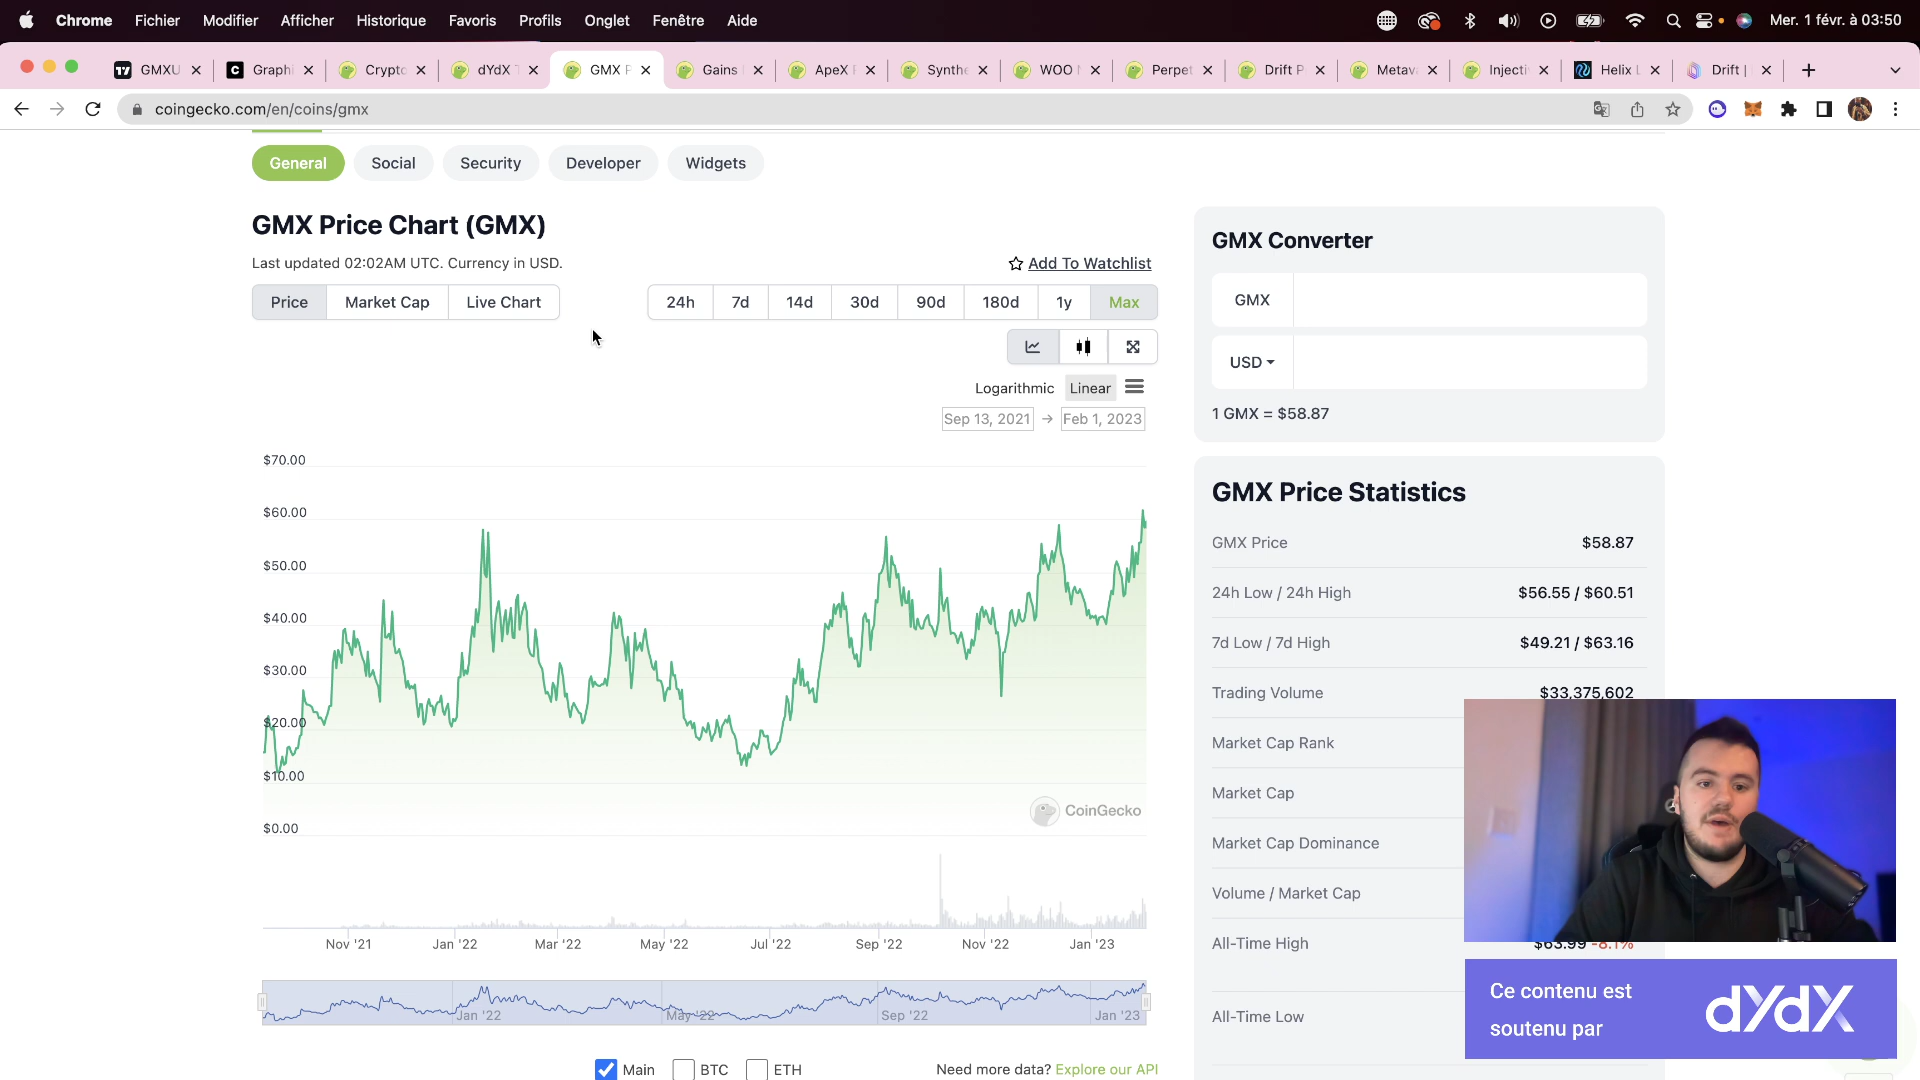 Chrome Fichier Modifier Afficher Historique Favoris Profils Onglet Fenêtre Aide Mer. 1 févr. à 03:50
GMXU Graphi Crypto dYdX T GMX P Gains ApeX F Synthe WOO N Perpet Drift P Metava Injecti Helix L Drift |
coingecko.com/en/coins/gmx
General Social Security Developer Widgets
GMX Price Chart (GMX)
Last updated 02:02AM UTC. Currency in USD.
Add To Watchlist
Price Market Cap Live Chart
24h 7d 14d 30d 90d 180d 1y Max
Logarithmic Linear
Sep 13, 2021 → Feb 1, 2023
$70.00
$60.00
$50.00
$40.00
$30.00
$20.00
$10.00
$0.00
CoinGecko
Nov '21 Jan '22 Mar '22 May '22 Jul '22 Sep '22 Nov '22 Jan '23
Jan '22 May '22 Sep '22 Jan '23
Main BTC ETH
Need more data? Explore our API
GMX Converter
GMX
USD
1 GMX = $58.87
GMX Price Statistics
GMX Price $58.87
24h Low / 24h High $56.55 / $60.51
7d Low / 7d High $49.21 / $63.16
Trading Volume $33,375,602
Market Cap Rank
Market Cap
Market Cap Dominance
Volume / Market Cap
All-Time High $63.99 -8.1%
All-Time Low
Ce contenu est
soutenu par
dYdX